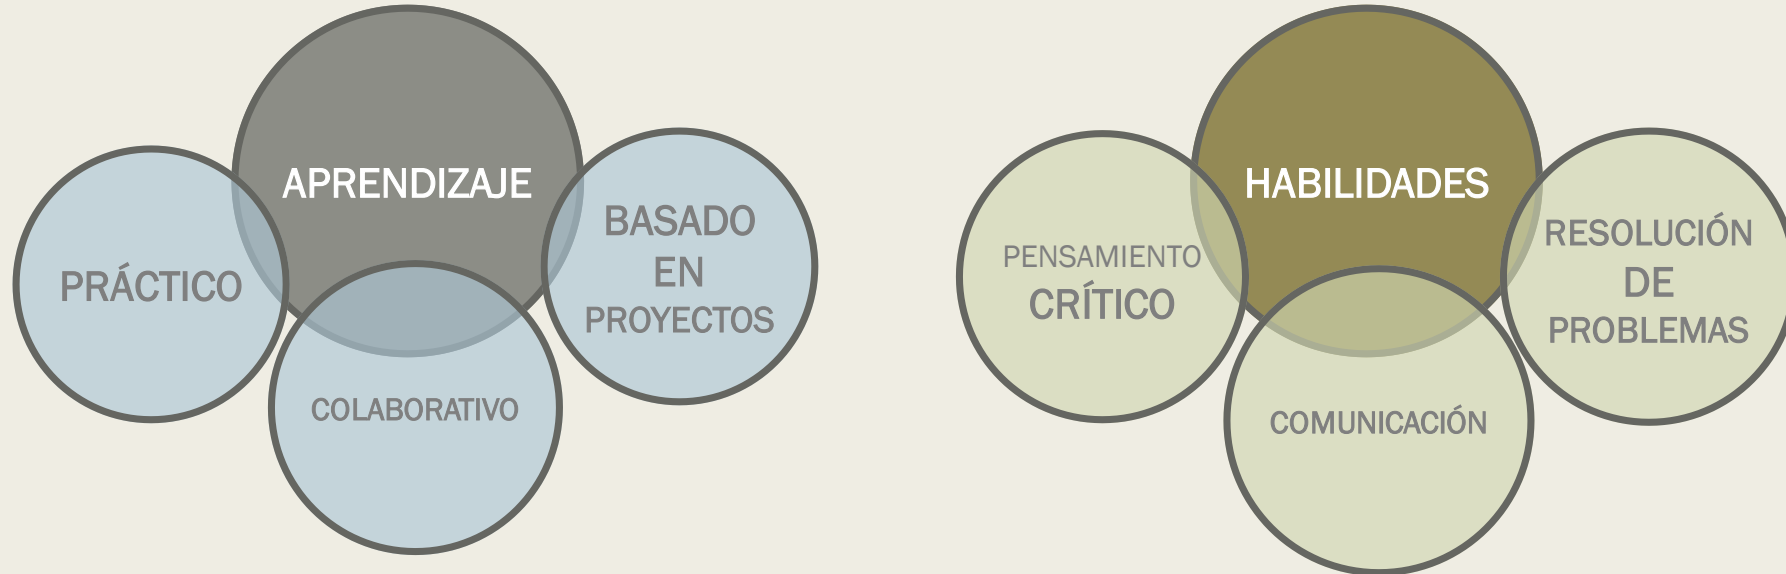 APRENDIZAJE
PRÁCTICO
BASADO
EN
PROYECTOS
COLABORATIVO
HABILIDADES
PENSAMIENTO
CRÍTICO
RESOLUCIÓN
DE
PROBLEMAS
COMUNICACIÓN